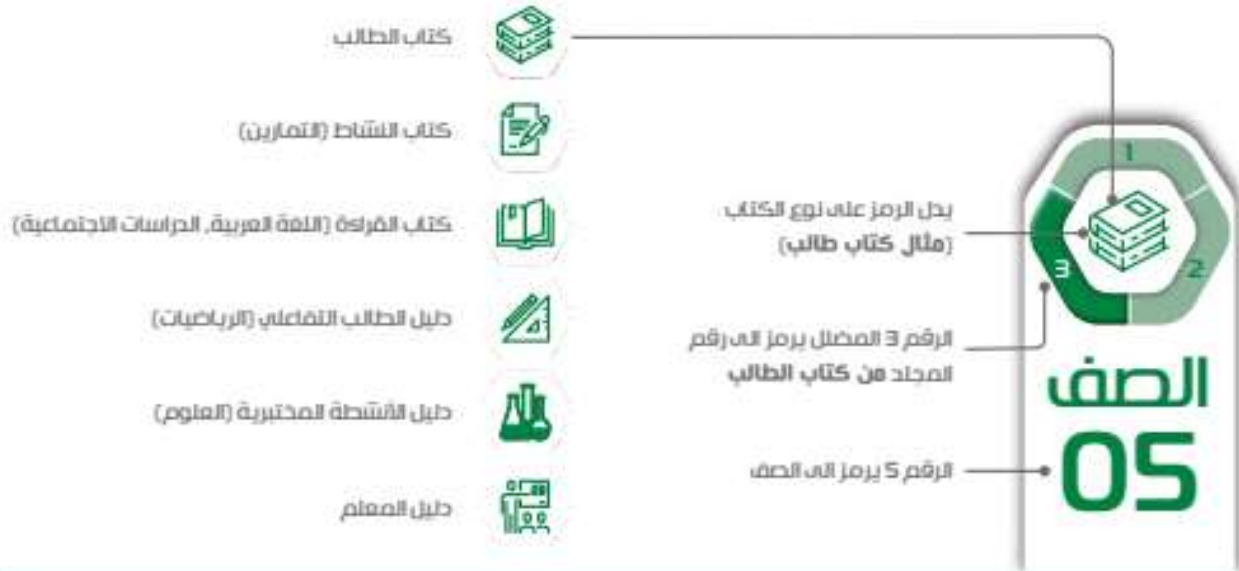 1
2
3
الصف
05
يدل الرمز على نوع الكتاب
(مثال كتاب طالب)
الرقم 3 المضلل يرمز الى رقم
المجلد من كتاب الطالب
الرقم 5 يرمز الى الصف
كتاب الطالب
كتاب النشاط (التمارين)
كتاب القراءة (اللغة العربية, الدراسات الاجتماعية)
دليل الطالب التفاعلي (الرياضيات)
دليل الأنشطة المختبرية (العلوم)
دليل المعلم